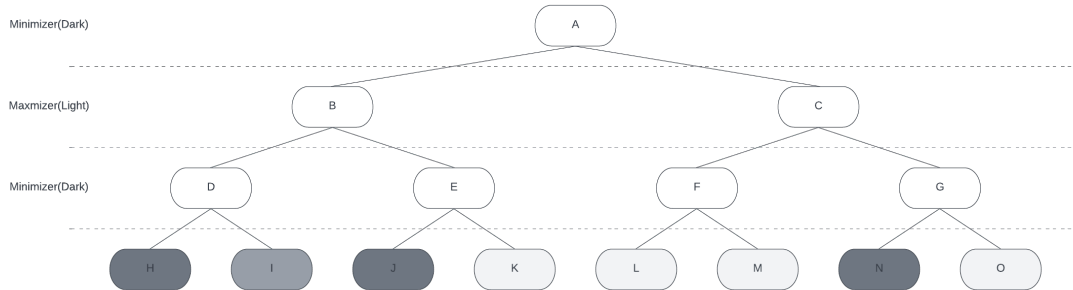 Minimizer(Dark)
A
Maxmizer(Light)
B
C
Minimizer(Dark)
D
E
F
G
H
I
J
K
L
M
N
O